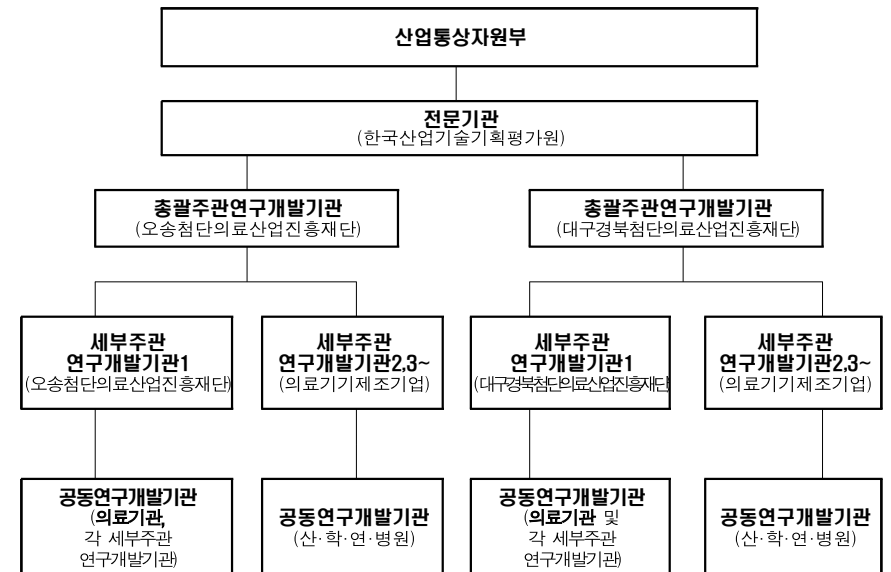 산업통상자원부
전문기관
(한국산업기술기획평가원)
총괄주관연구개발기관
(오송첨단의료산업진흥재단)
총괄주관연구개발기관
(대구경북첨단의료산업진흥재단)
세부주관
연구개발기관1
(오송첨단의료산업진흥재단)
세부주관
연구개발기관2,3~
(의료기기제조기업)
세부주관
연구개발기관1
(대구경북첨단의료산업진흥재단)
세부주관
연구개발기관2,3~
(의료기기제조기업)
공동연구개발기관
(의료기관,
각 세부주관
연구개발기관)
공동연구개발기관
(산·학·연·병원)
공동연구개발기관
(의료기관 및
각 세부주관
연구개발기관)
공동연구개발기관
(산·학·연·병원)